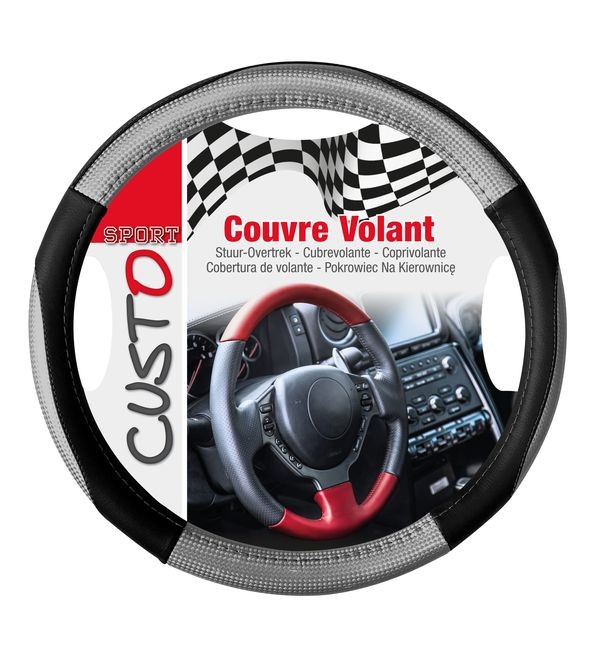 SPORT
CUSTO
Couvre Volant
Stuur-Overtrek - Cubrevolante - Coprivolante
Cobertura de volante - Pokrowiec Na Kierownicę